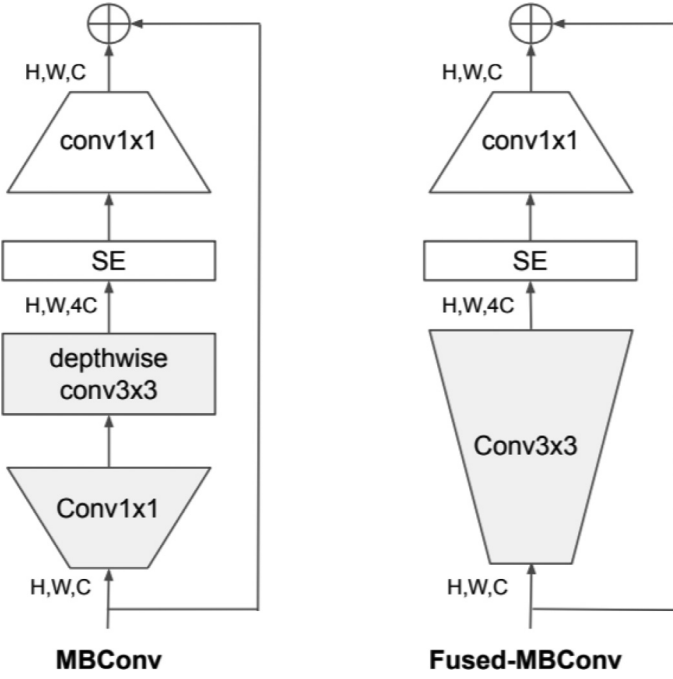 H,W,C
conv1x1
SE
H,W,4C
depthwise
conv3x3
Conv1x1
H,W,C
MBConv
H,W,C
conv1x1
SE
H,W,4C
Conv3x3
H,W,C
Fused-MBConv